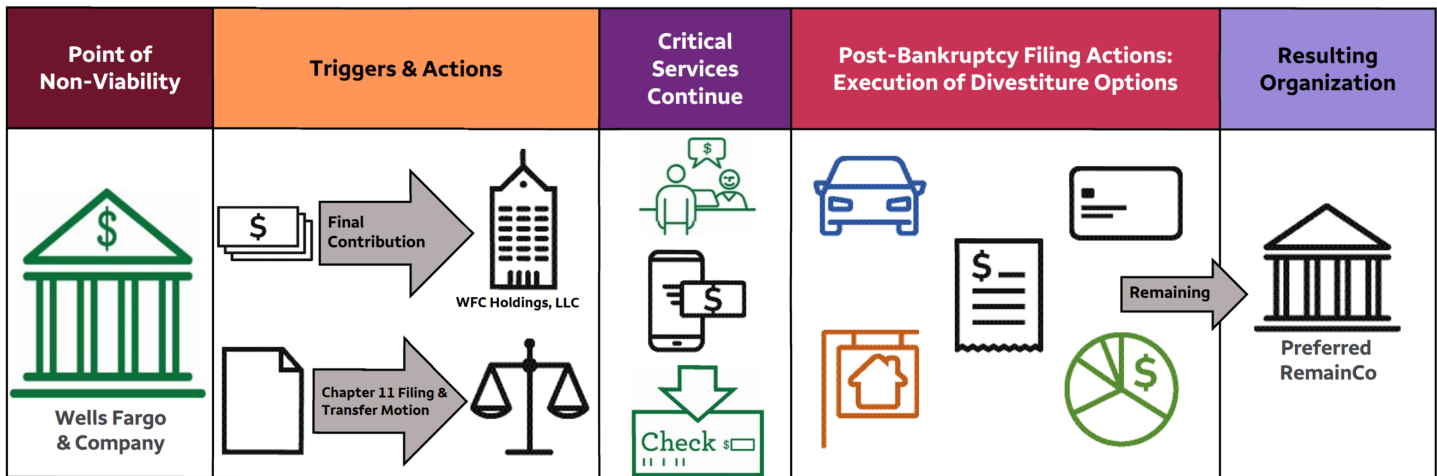 Point of
Non-Viability
Triggers & Actions
Critical
Services
Continue
Post-Bankruptcy Filing Actions:
Execution of Divestiture Options
Resulting
Organization
$
Wells Fargo
& Company
$
Final
Contribution
WFC Holdings, LLC
Chapter 11 Filing &
Transfer Motion
$
$
Check $
$
$
Remaining
Preferred
RemainCo